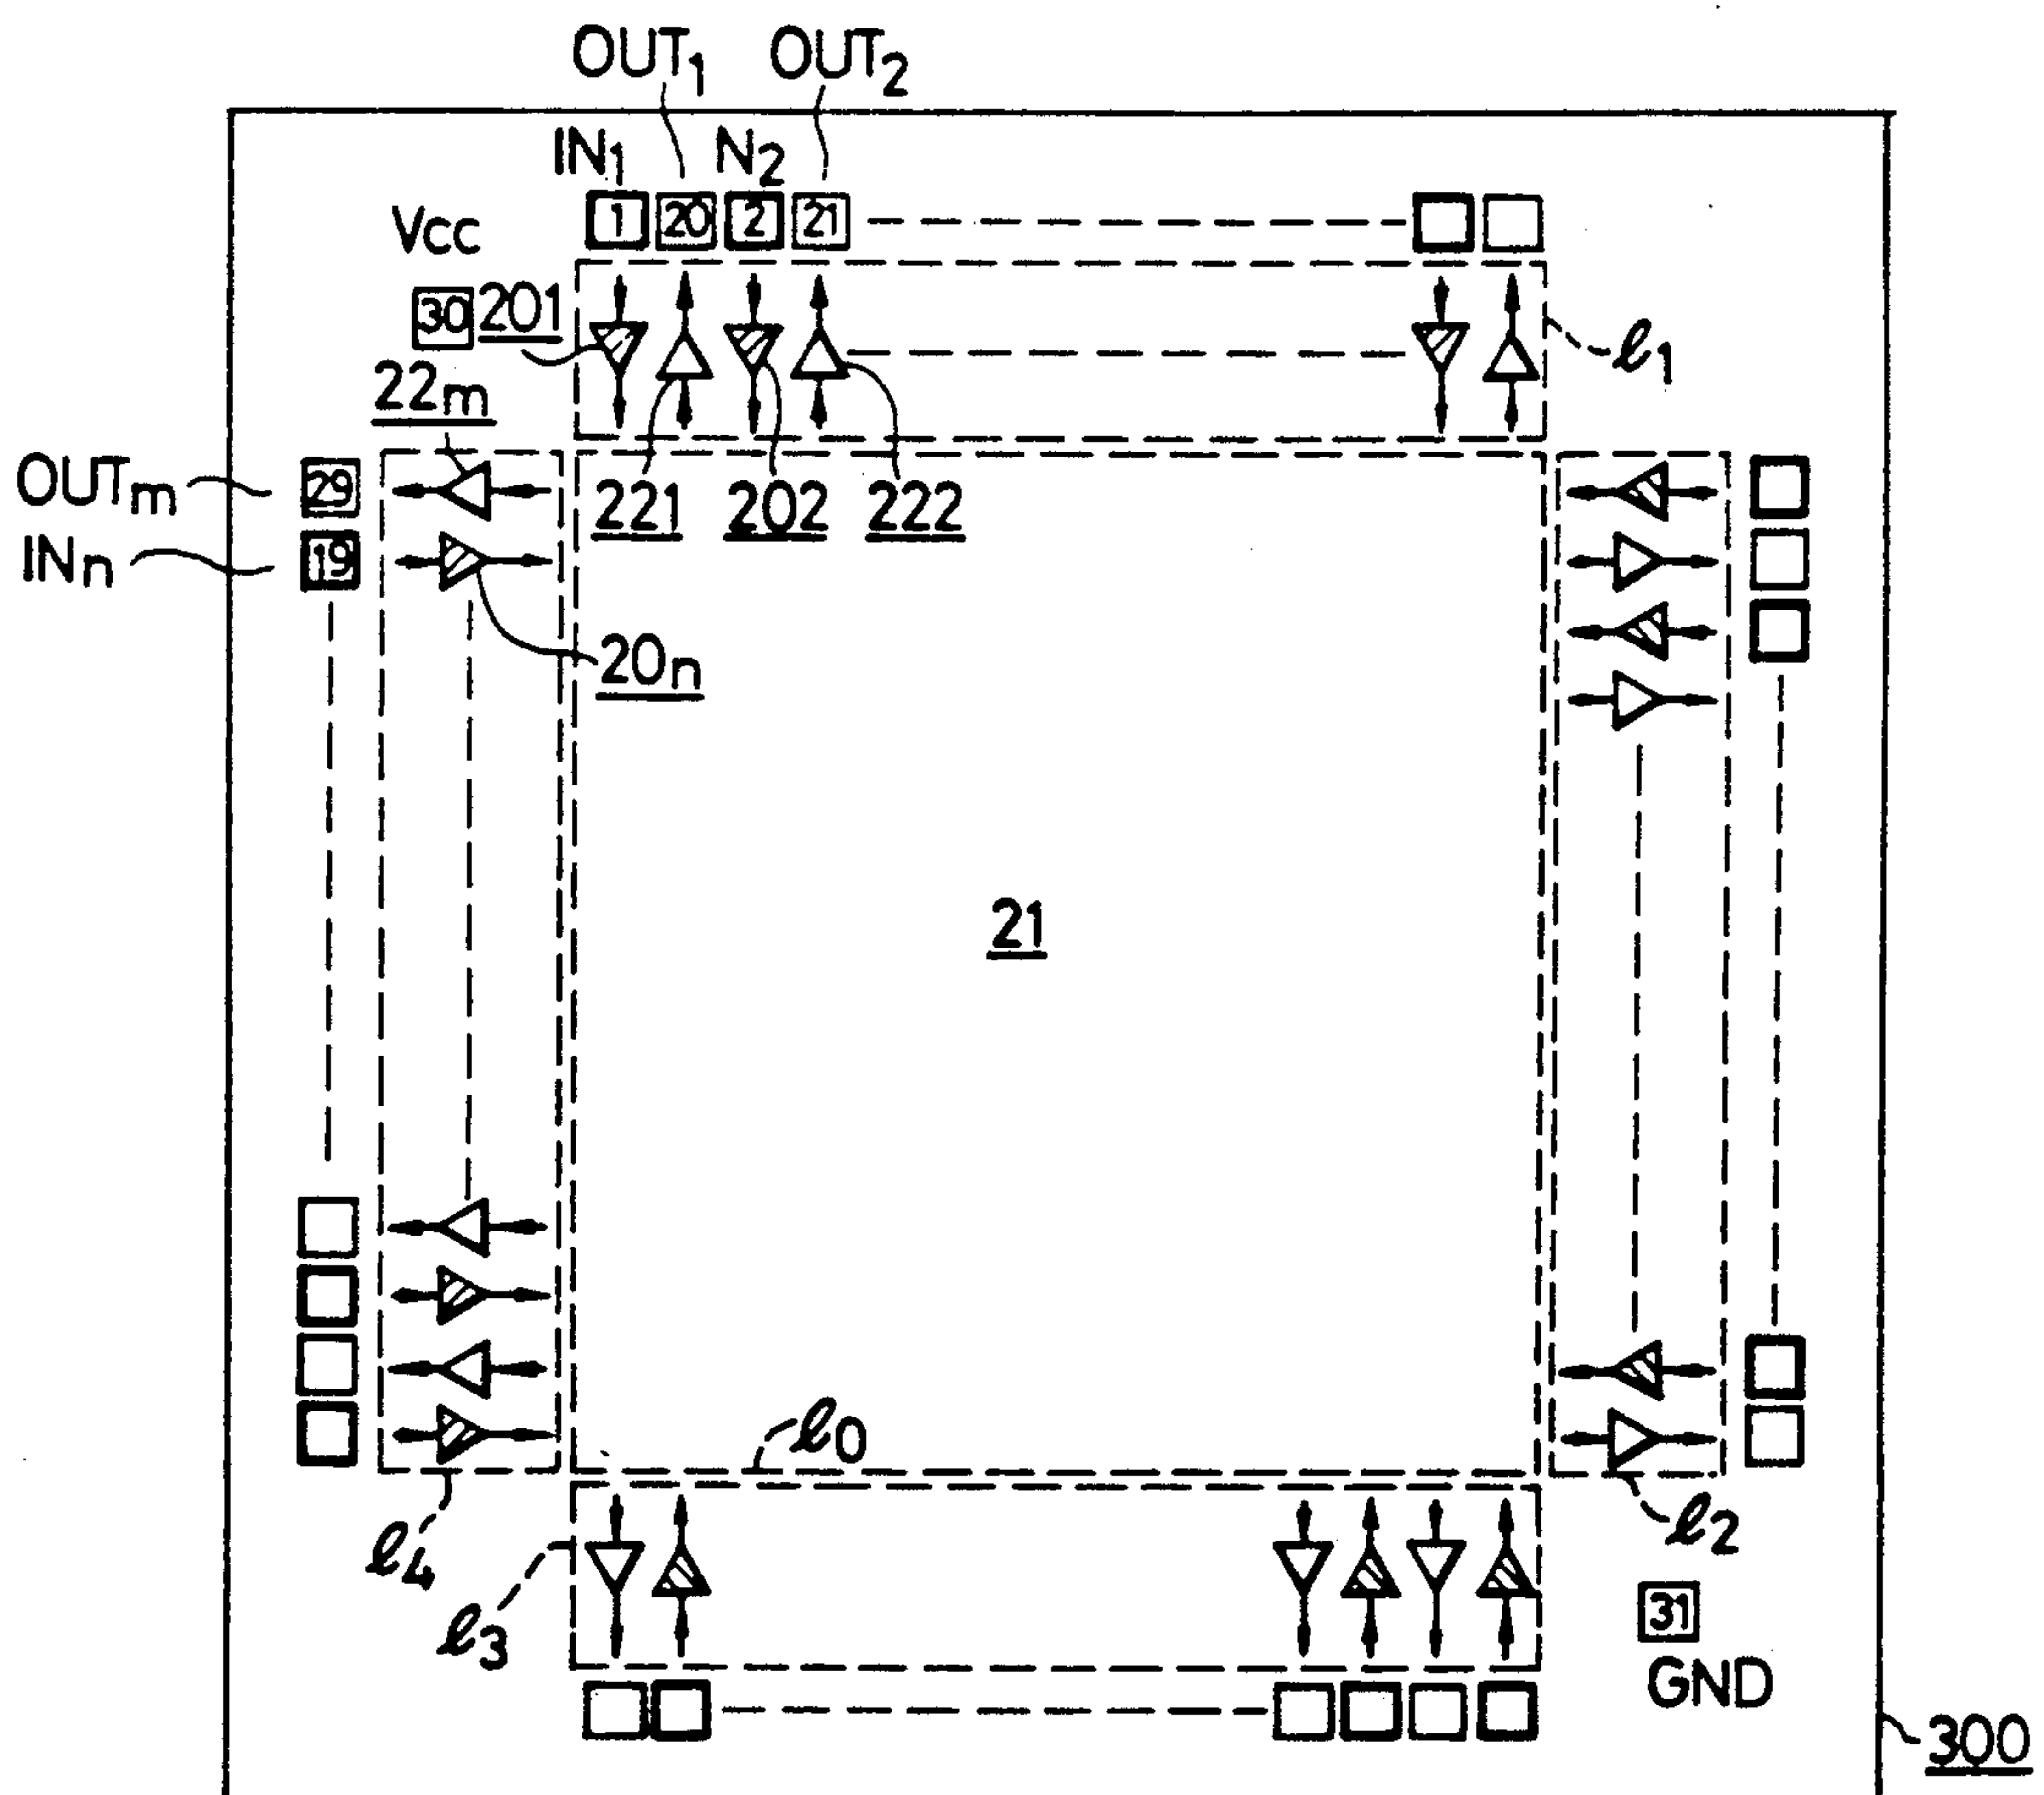 OUT1 OUT2
IN1 N2
1 20 2 21
Vcc
30 201
l1
22m
OUTm 29
221 202 222
INn 19
20n
21
l0
l4
l2
l3
31
GND
300